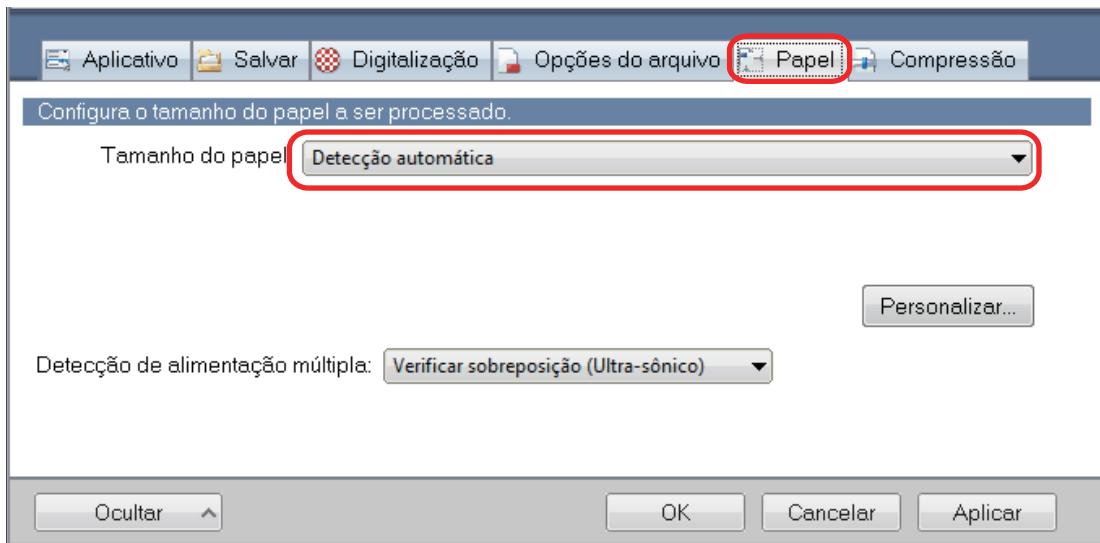 Aplicativo Salvar Digitalização Opções do arquivo Papel Compressão
Configura o tamanho do papel a ser processado.
Tamanho do papel Detecção automática
Personalizar...
Detecção de alimentação múltipla: Verificar sobreposição (Ultra-sônico)
Ocultar OK Cancelar Aplicar